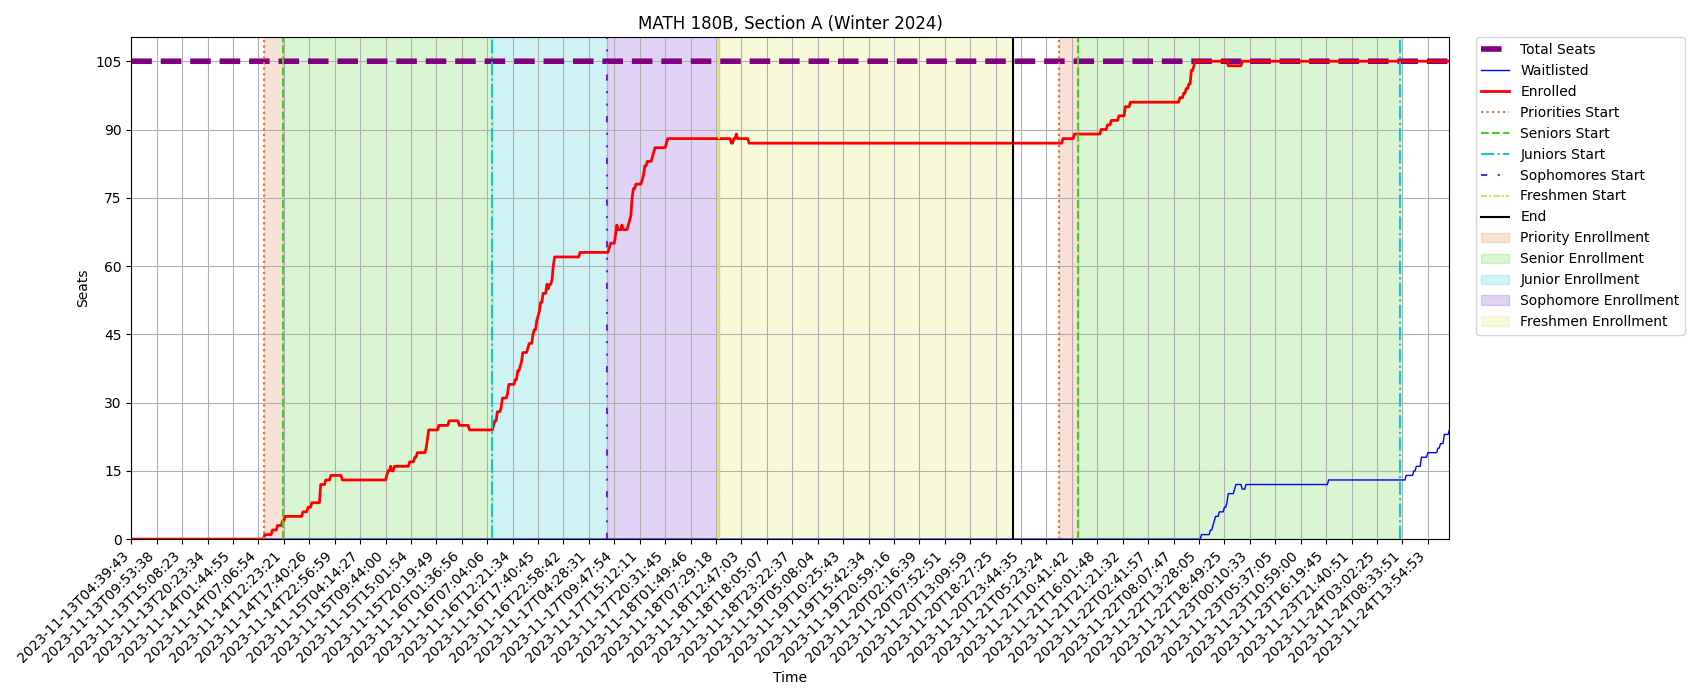 MATH 180B, Section A (Winter 2024)
Seats
105
90
75
60
45
30
15
0
2023-11-13T04:39:43
2023-11-13T09:53:38
2023-11-13T15:08:23
2023-11-13T20:23:34
2023-11-14T01:44:55
2023-11-14T07:06:54
2023-11-14T12:23:21
2023-11-14T17:40:26
2023-11-14T22:56:59
2023-11-15T04:14:27
2023-11-15T09:44:00
2023-11-15T15:01:54
2023-11-15T20:19:49
2023-11-16T01:36:56
2023-11-16T07:04:06
2023-11-16T12:21:34
2023-11-16T17:40:45
2023-11-16T22:58:42
2023-11-17T04:28:31
2023-11-17T09:47:54
2023-11-17T15:12:11
2023-11-17T20:31:45
2023-11-18T01:49:46
2023-11-18T07:29:18
2023-11-18T12:47:03
2023-11-18T18:05:07
2023-11-18T23:22:37
2023-11-19T05:08:04
2023-11-19T10:25:43
2023-11-19T15:42:34
2023-11-19T20:59:16
2023-11-20T02:16:39
2023-11-20T07:52:51
2023-11-20T13:09:59
2023-11-20T18:27:25
2023-11-20T23:44:35
2023-11-21T05:23:24
2023-11-21T10:41:42
2023-11-21T16:01:48
2023-11-21T21:21:32
2023-11-22T02:41:57
2023-11-22T08:07:47
2023-11-22T13:28:05
2023-11-22T18:49:25
2023-11-23T00:10:33
2023-11-23T05:37:05
2023-11-23T10:59:00
2023-11-23T16:19:45
2023-11-23T21:40:51
2023-11-24T03:02:25
2023-11-24T08:33:51
2023-11-24T13:54:53
Time
Total Seats
Waitlisted
Enrolled
Priorities Start
Seniors Start
Juniors Start
Sophomores Start
Freshmen Start
End
Priority Enrollment
Senior Enrollment
Junior Enrollment
Sophomore Enrollment
Freshmen Enrollment